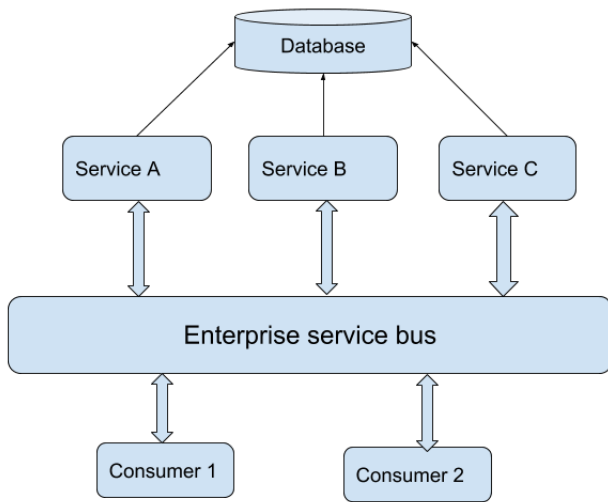 Database
Service A
Service B
Service C
Enterprise service bus
Consumer 1
Consumer 2